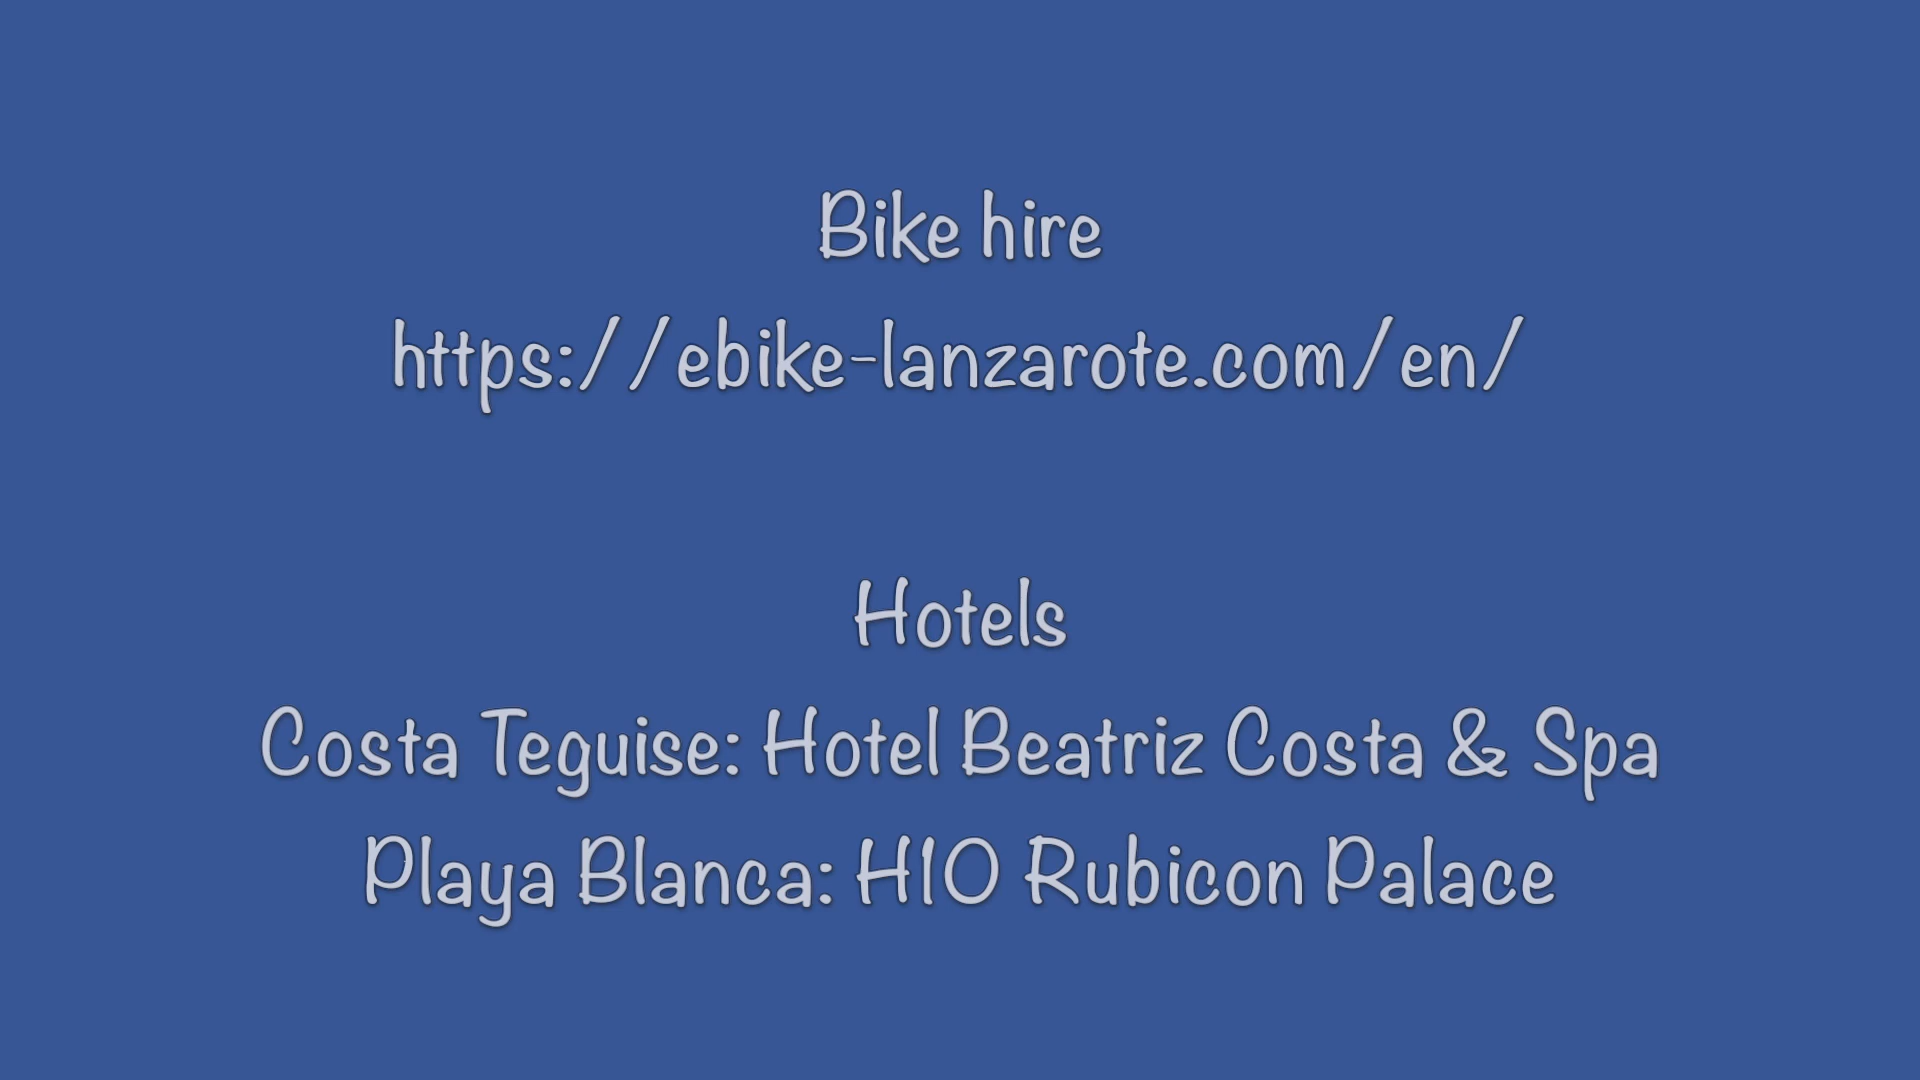 Bike hire
https://ebike-lanzarote.com/en/
Hotels
Costa Teguise: Hotel Beatriz Costa & Spa
Playa Blanca: H10 Rubicon Palace